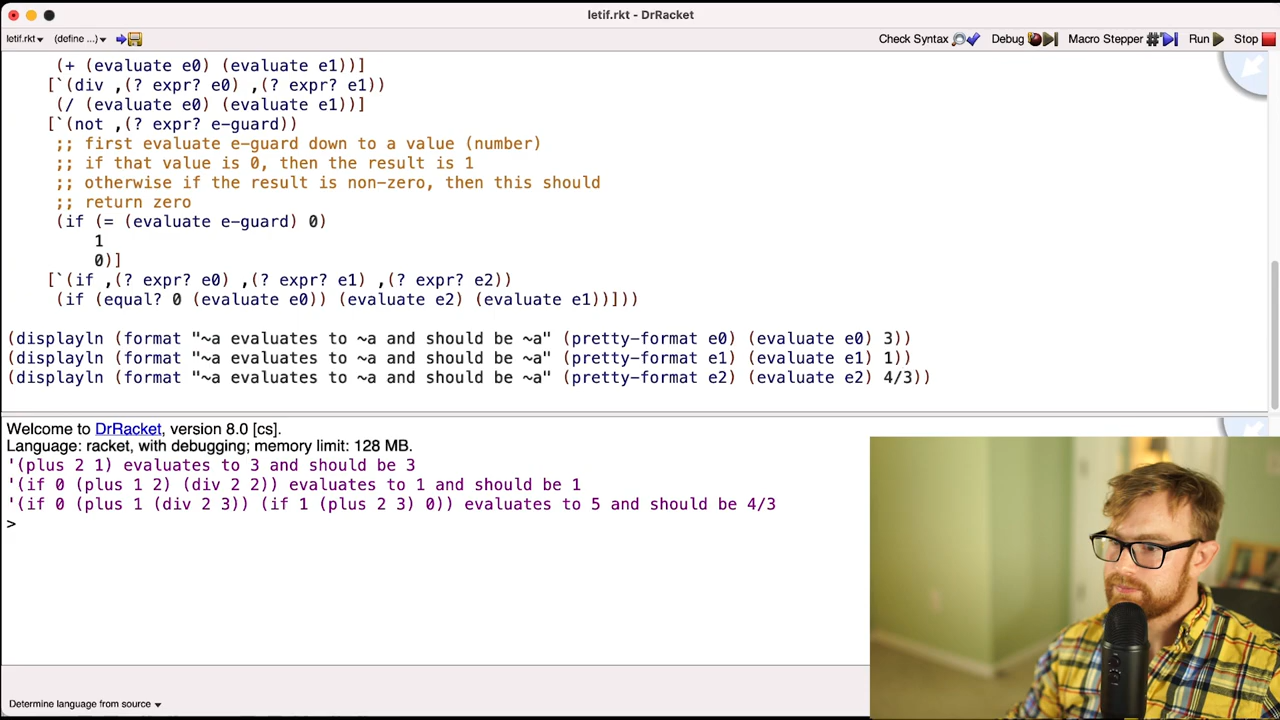 letif.rkt - DrRacket
letif.rkt (define ...) Check Syntax Debug Macro Stepper Run Stop
(+ (evaluate e0) (evaluate e1))]
[`(div ,(? expr? e0) ,(? expr? e1))
(/ (evaluate e0) (evaluate e1))]
[`(not ,(? expr? e-guard))
;; first evaluate e-guard down to a value (number)
;; if that value is 0, then the result is 1
;; otherwise if the result is non-zero, then this should
;; return zero
(if (= (evaluate e-guard) 0)
1
0)]
[`(if ,(? expr? e0) ,(? expr? e1) ,(? expr? e2))
(if (equal? 0 (evaluate e0)) (evaluate e2) (evaluate e1))]))
(displayln (format "~a evaluates to ~a and should be ~a" (pretty-format e0) (evaluate e0) 3))
(displayln (format "~a evaluates to ~a and should be ~a" (pretty-format e1) (evaluate e1) 1))
(displayln (format "~a evaluates to ~a and should be ~a" (pretty-format e2) (evaluate e2) 4/3))
Welcome to DrRacket, version 8.0 [cs].
Language: racket, with debugging; memory limit: 128 MB.
'(plus 2 1) evaluates to 3 and should be 3
'(if 0 (plus 1 2) (div 2 2)) evaluates to 1 and should be 1
'(if 0 (plus 1 (div 2 3)) (if 1 (plus 2 3) 0)) evaluates to 5 and should be 4/3
>
Determine language from source